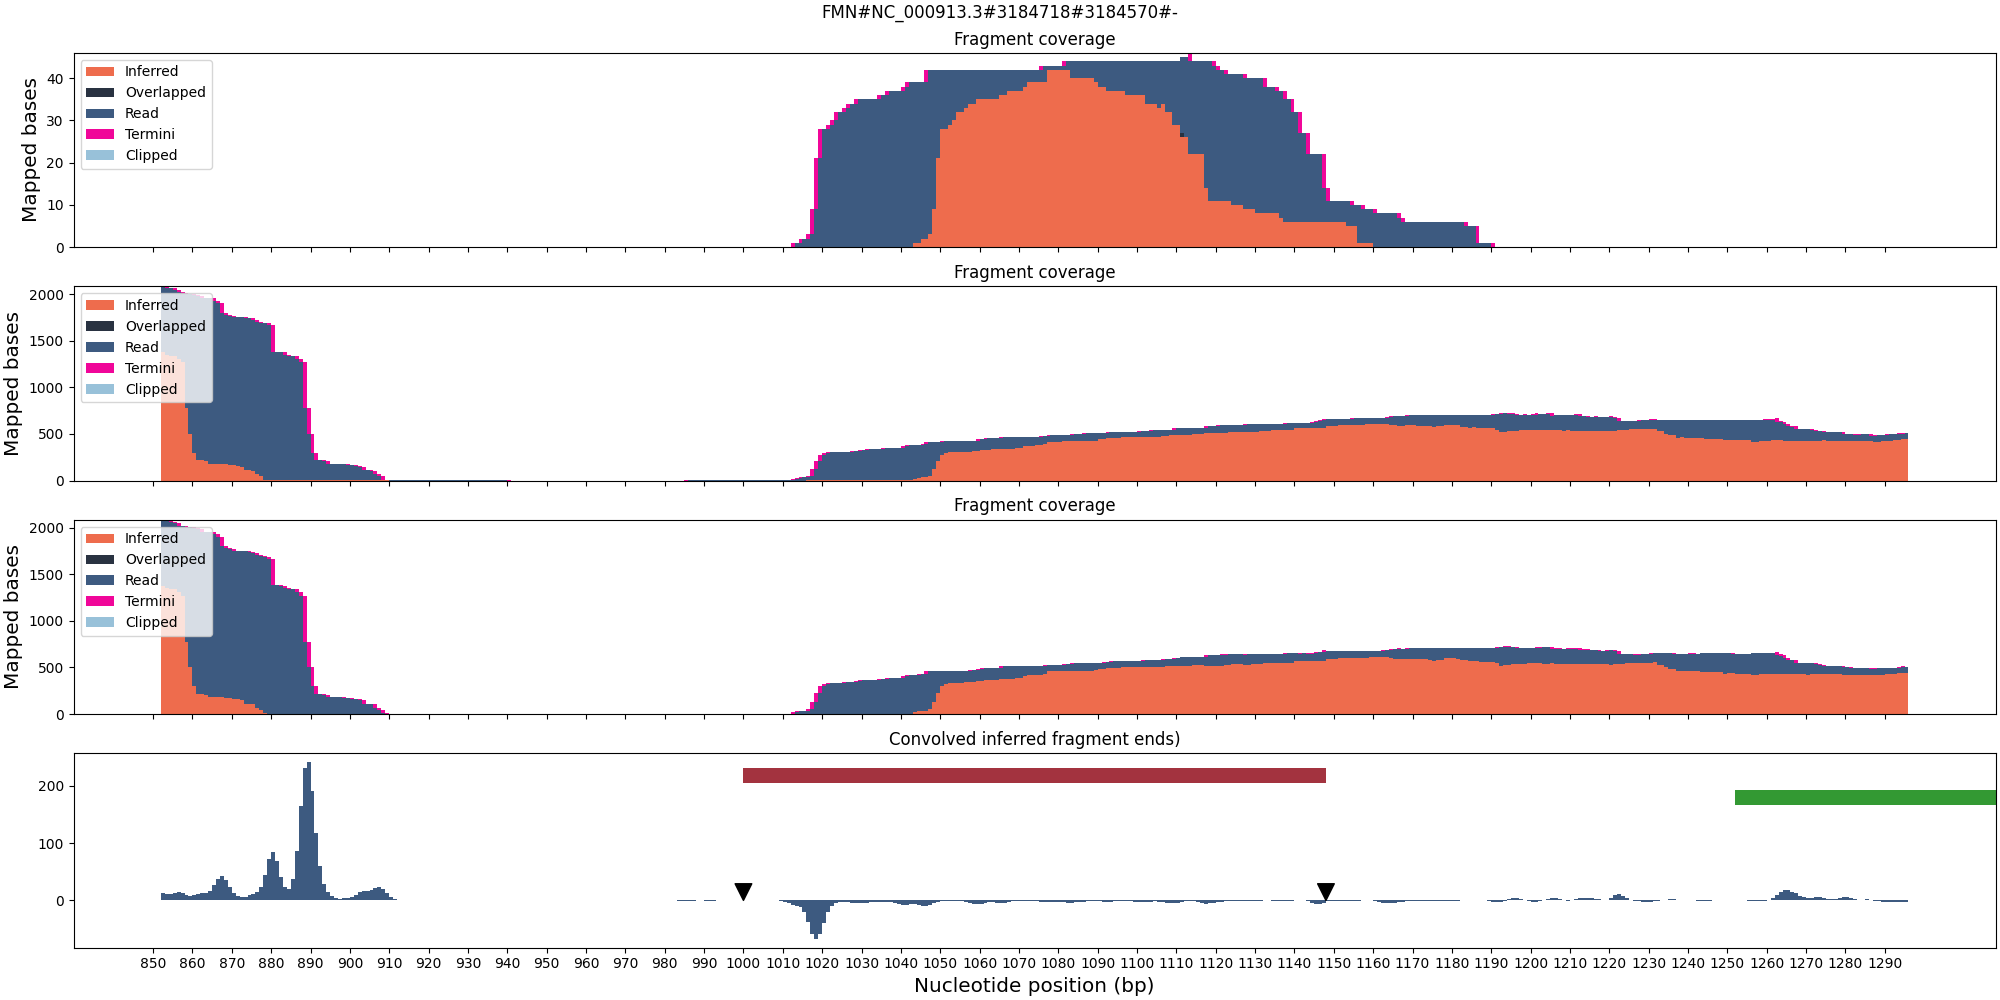 FMN#NC_000913.3#3184718#3184570#-
Fragment coverage
Mapped bases
40
30
20
10
0
Inferred
Overlapped
Read
Termini
Clipped
Fragment coverage
Mapped bases
2000
1500
1000
500
0
Inferred
Overlapped
Read
Termini
Clipped
Fragment coverage
Mapped bases
2000
1500
1000
500
0
Inferred
Overlapped
Read
Termini
Clipped
Convolved inferred fragment ends)
200
100
0
850 860 870 880 890 900 910 920 930 940 950 960 970 980 990 1000 1010 1020 1030 1040 1050 1060 1070 1080 1090 1100 1110 1120 1130 1140 1150 1160 1170 1180 1190 1200 1210 1220 1230 1240 1250 1260 1270 1280 1290
Nucleotide position (bp)